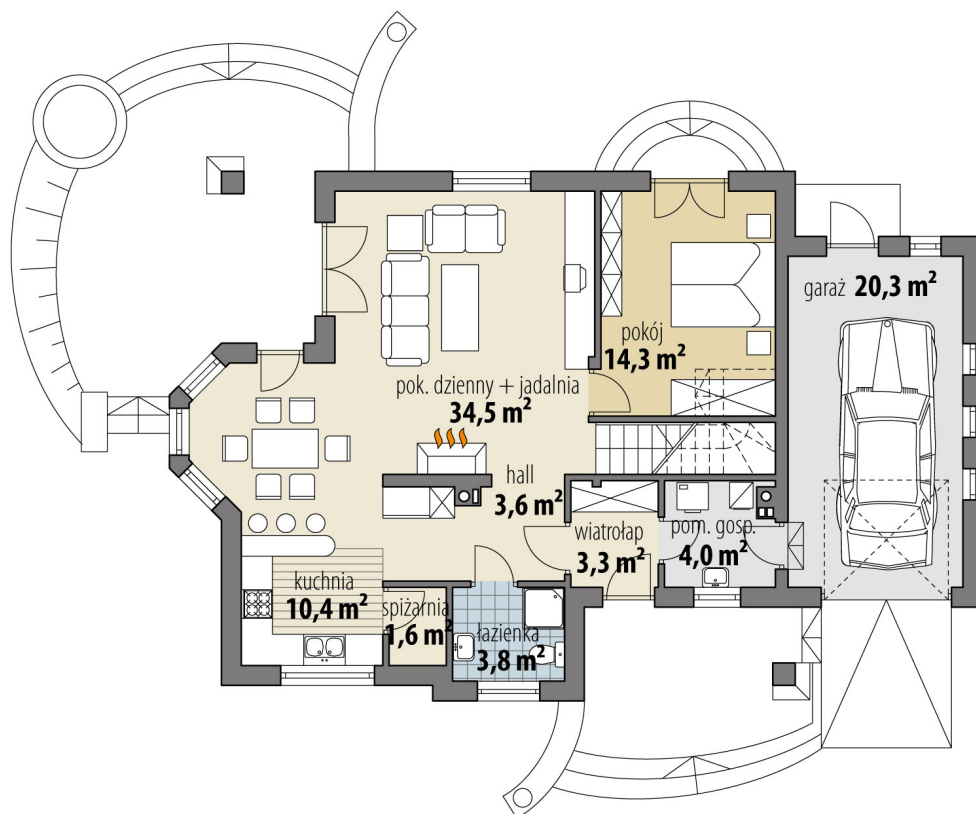 garaż 20,3 m²
pokój
14,3 m²
pok. dzienny + jadalnia
34,5 m²
hall
3,6 m²
wiatrołap
3,3 m²
pom. gosp.
4,0 m²
kuchnia
10,4 m²
spiżarnia
1,6 m²
łazienka
3,8 m²